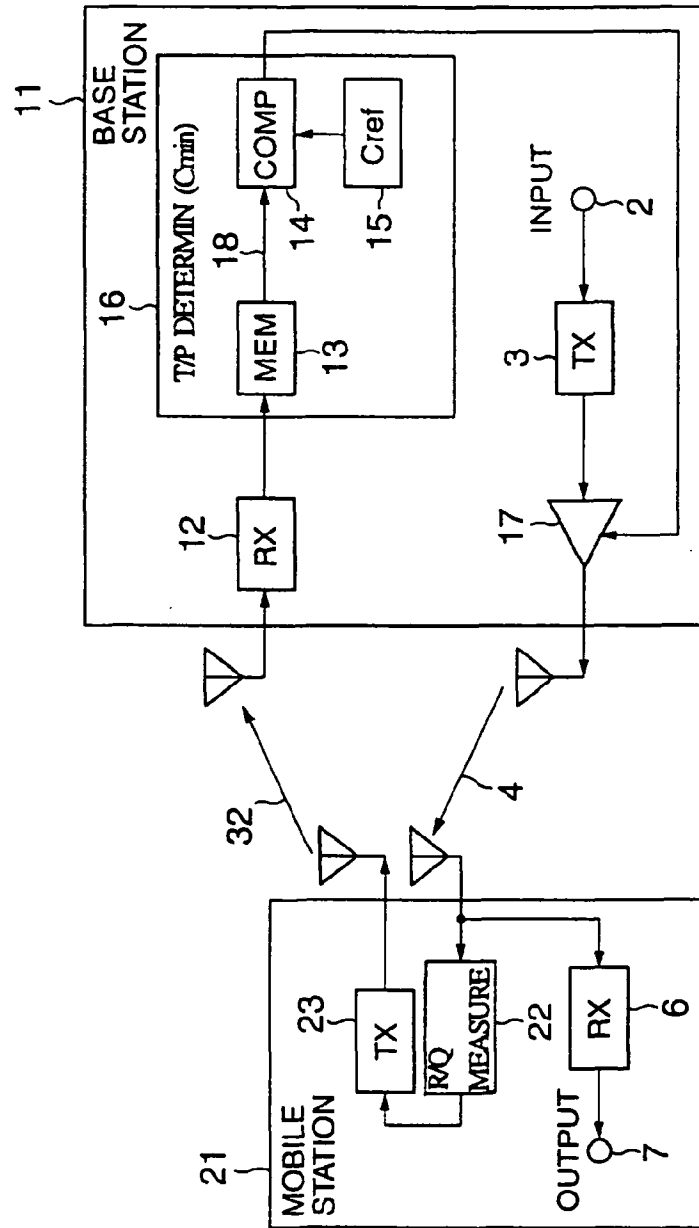 11
BASE
STATION
16
T/P DETERMIN (Cmin)
12
RX
MEM
13
18
COMP
14
Cref
15
INPUT
2
3
TX
17
32
4
21
MOBILE
STATION
23
TX
R/Q
MEASURE
22
RX
6
OUTPUT
7